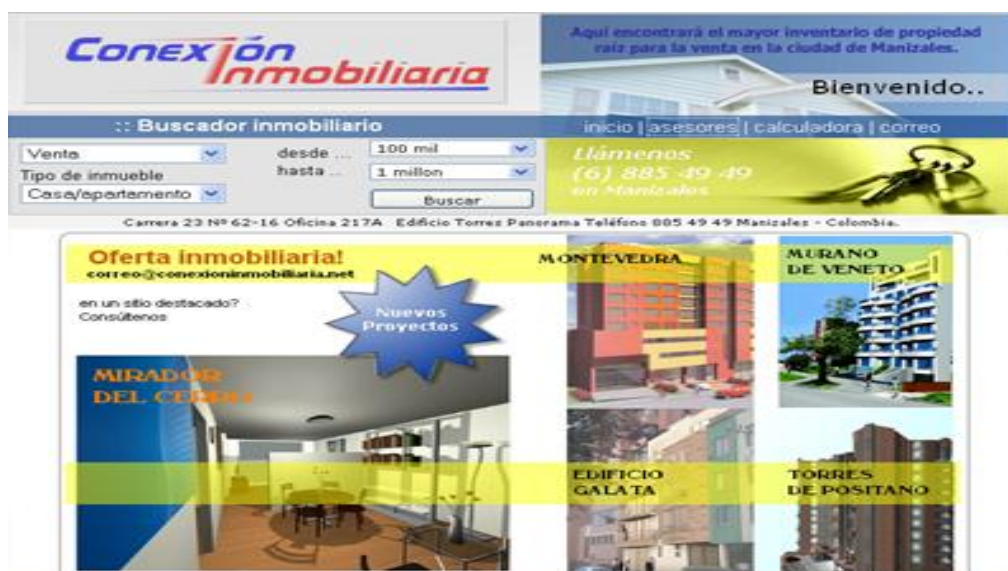 Conexión
Inmobiliaria
Aquí encontrará el mayor inventario de propiedad
raíz para la venta en la ciudad de Manizales.
Bienvenido..
:: Buscador inmobiliario
inicio | asesores | calculadora | correo
Venta
desde ...
100 mil
Tipo de inmueble
hasta ..
1 millon
Casa/apartamento
Buscar
Llámenos
(6) 885 49 49
en Manizales
Carrera 23 Nº 62-16 Oficina 217A Edificio Torres Panorama Teléfono 885 49 49 Manizales - Colombia.
Oferta inmobiliaria!
correo@conexioninmobiliaria.net
en un sitio destacado?
Consúltenos
Nuevos
Proyectos
MONTEVEDRA
MURANO
DE VENETO
MIRADOR
DEL CERRO
EDIFICIO
GALATA
TORRES
DE POSITANO